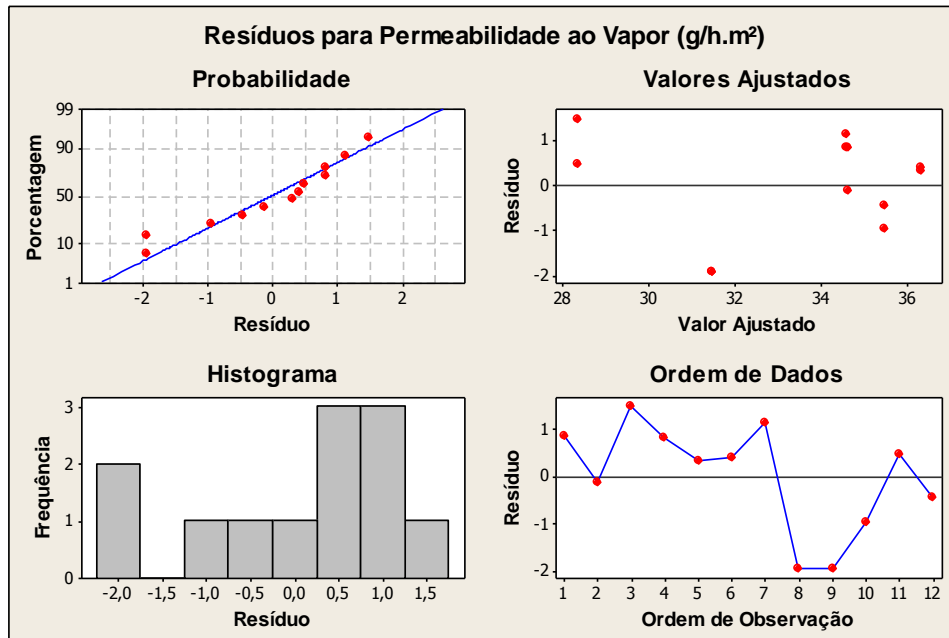 Resíduos para Permeabilidade ao Vapor (g/h.m²)
Probabilidade
Porcentagem
99
90
50
10
1
-2 -1 0 1 2
Resíduo
Valores Ajustados
Resíduo
1
0
-1
-2
28 30 32 34 36
Valor Ajustado
Histograma
Frequência
3
2
1
0
-2,0 -1,5 -1,0 -0,5 0,0 0,5 1,0 1,5
Resíduo
Ordem de Dados
Resíduo
1
0
-1
-2
1 2 3 4 5 6 7 8 9 10 11 12
Ordem de Observação